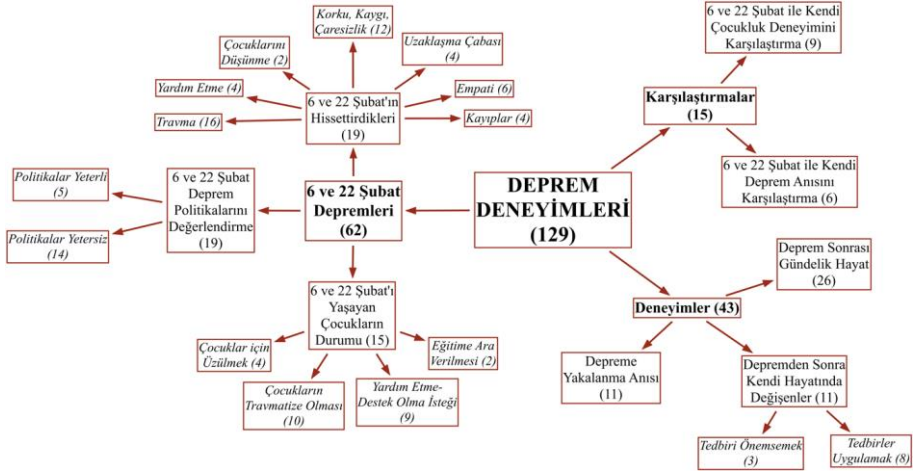 DEPREM
DENEYİMLERİ
(129)
6 ve 22 Şubat
Depremleri
(62)
6 ve 22 Şubat'ın
Hissettirdikleri
(19)
Travma (16)
Yardım Etme (4)
Çocuklarını
Düşünme (2)
Korku, Kaygı,
Çaresizlik (12)
Uzaklaşma Çabası
(4)
Empati (6)
Kayıplar (4)
6 ve 22 Şubat
Deprem
Politikalarını
Değerlendirme
(19)
Politikalar Yeterli
(5)
Politikalar Yetersiz
(14)
6 ve 22 Şubat'ı
Yaşayan
Çocukların
Durumu (15)
Çocuklar için
Üzülmek (4)
Çocukların
Travmatize Olması
(10)
Yardım Etme-
Destek Olma İsteği
(9)
Eğitime Ara
Verilmesi (2)
Karşılaştırmalar
(15)
6 ve 22 Şubat ile Kendi
Çocukluk Deneyimini
Karşılaştırma (9)
6 ve 22 Şubat ile Kendi
Deprem Anısını
Karşılaştırma (6)
Deneyimler (43)
Deprem Sonrası
Gündelik Hayat
(26)
Depreme
Yakalanma Anısı
(11)
Depremden Sonra
Kendi Hayatında
Değişenler (11)
Tedbiri Önemsemek
(3)
Tedbirler
Uygulamak (8)